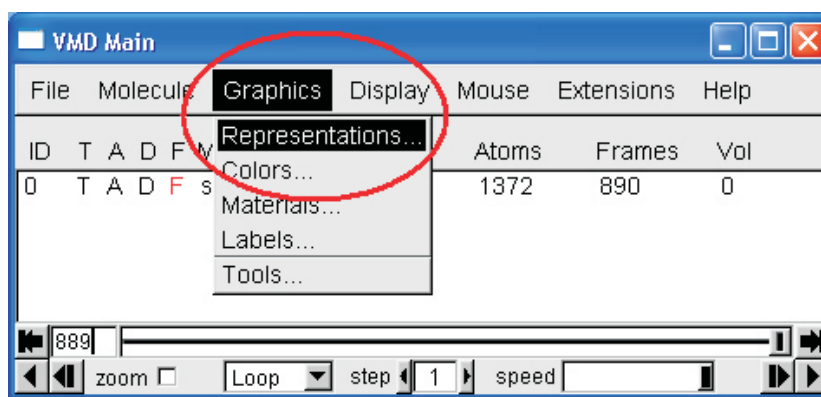 VMD Main
File Molecule Graphics Display Mouse Extensions Help
Representations...
ID T A D F M Atoms Frames Vol
Colors...
0 T A D F s 1372 890 0
Materials...
Labels...
Tools...
889
zoom Loop step 1 speed